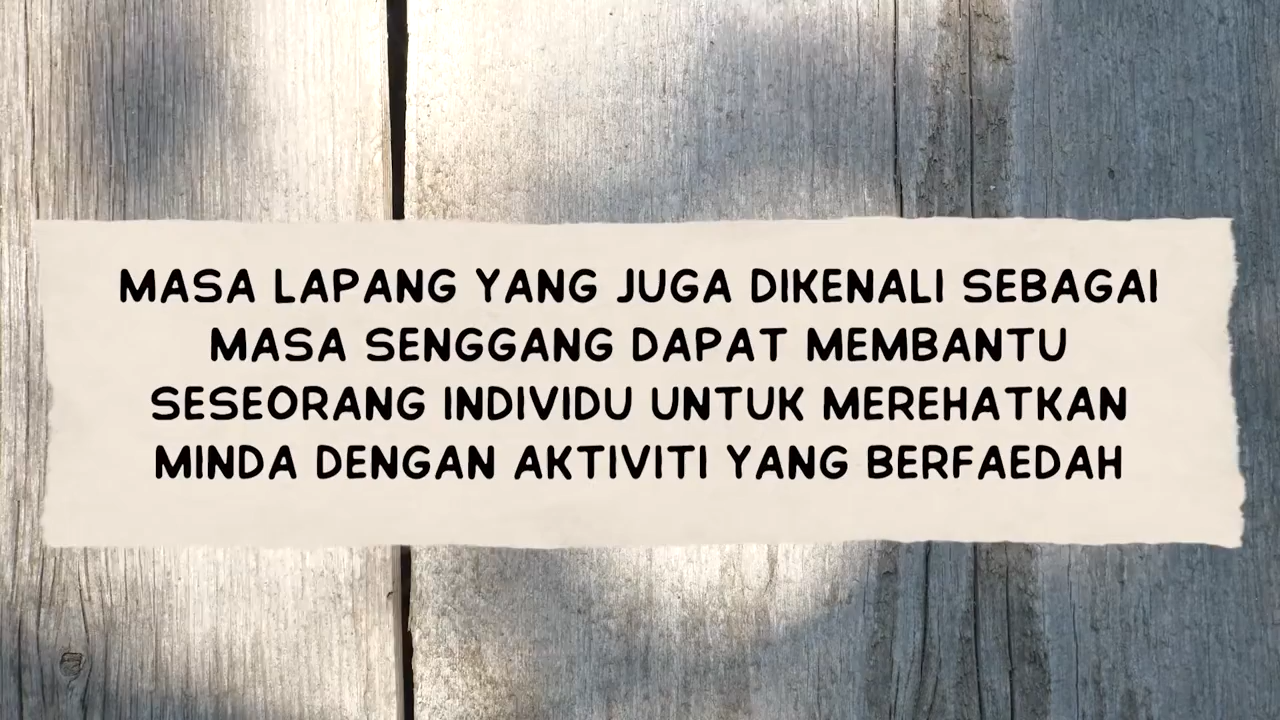 MASA LAPANG YANG JUGA DIKENALI SEBAGAI
MASA SENGGANG DAPAT MEMBANTU
SESEORANG INDIVIDU UNTUK MEREHATKAN
MINDA DENGAN AKTIVITI YANG BERFAEDAH